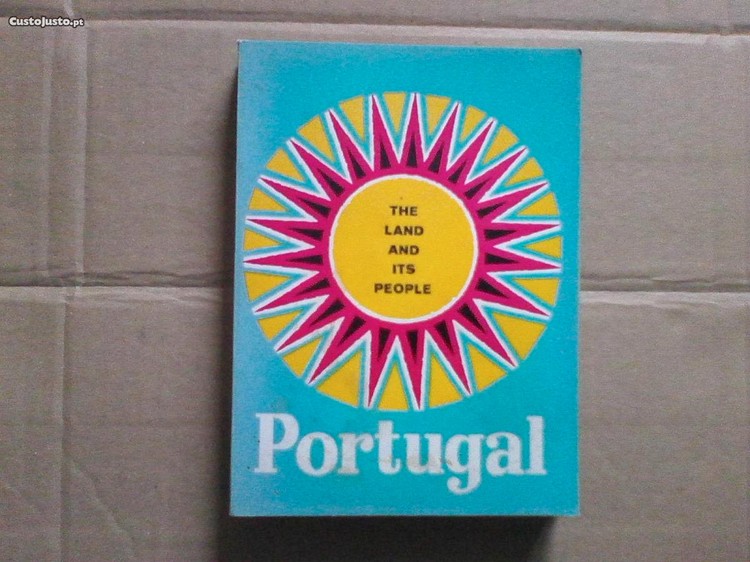 CustoJusto.pt
THE
LAND
AND
ITS
PEOPLE
Portugal